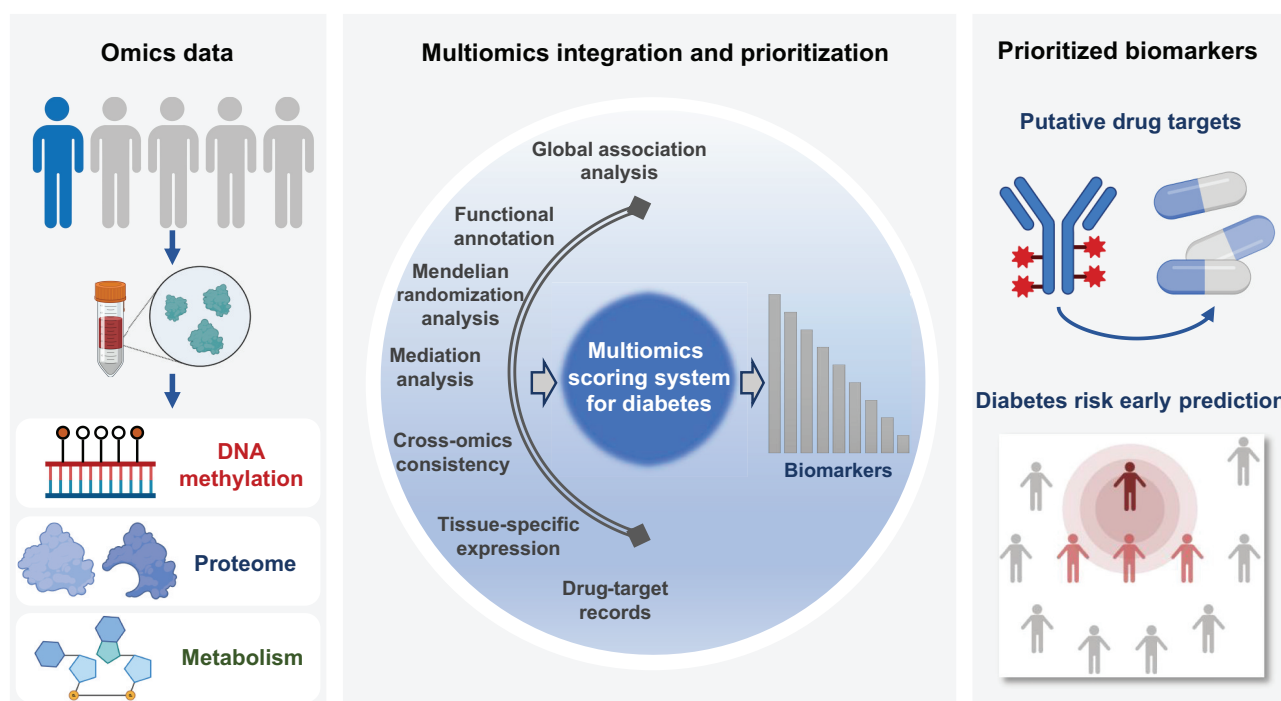 Omics data
DNA
methylation
Proteome
Metabolism
Multiomics integration and prioritization
Global association
analysis
Functional
annotation
Mendelian
randomization
analysis
Mediation
analysis
Cross-omics
consistency
Tissue-specific
expression
Drug-target
records
Multiomics
scoring system
for diabetes
Biomarkers
Prioritized biomarkers
Putative drug targets
Diabetes risk early prediction